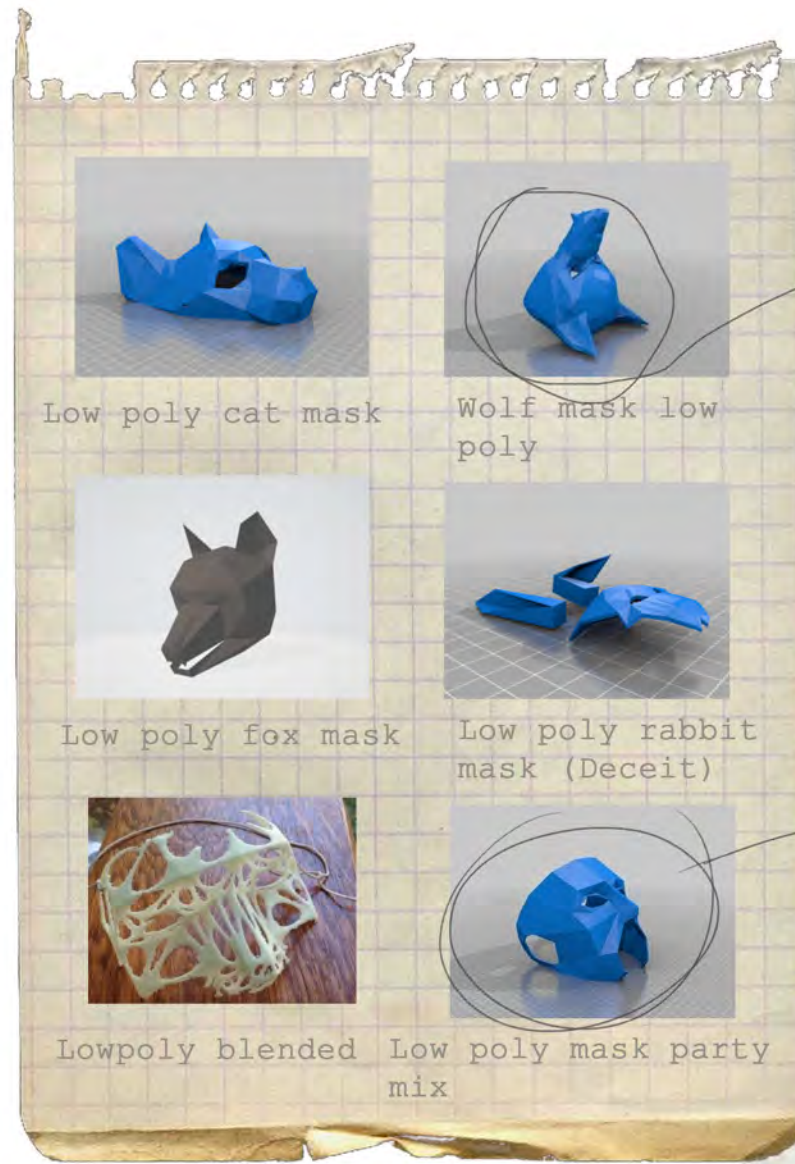 Low poly cat mask
Wolf mask low
poly
Low poly fox mask
Low poly rabbit
mask (Deceit)
Lowpoly blended
Low poly mask party
mix